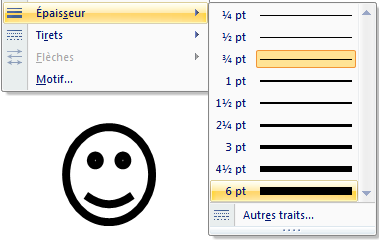 Épaisseur
Tirets
Flèches
Motif...
¼ pt
½ pt
¾ pt
1 pt
1½ pt
2¼ pt
3 pt
4½ pt
6 pt
Autres traits...